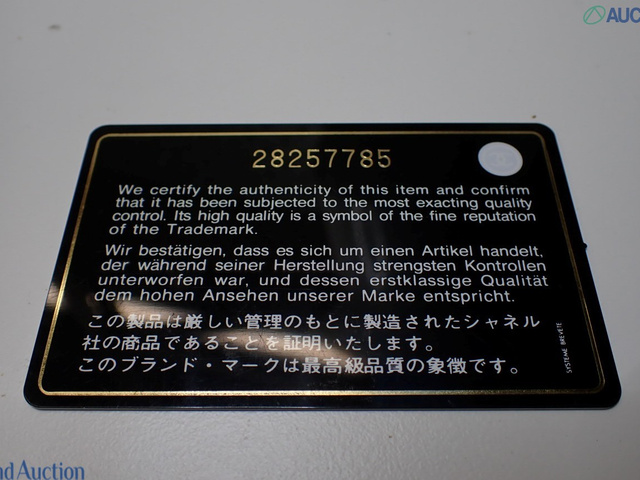 AUC
28257785
We certify the authenticity of this item and confirm
that it has been subjected to the most exacting quality
control. Its high quality is a symbol of the fine reputation
of the Trademark.
Wir bestätigen, dass es sich um einen Artikel handelt,
der während seiner Herstellung strengsten Kontrollen
unterworfen war, und dessen erstklassige Qualität
dem hohen Ansehen unserer Marke entspricht.
この製品は厳しい管理のもとに製造されたシャネル
社の商品であることを証明いたします。
このブランド・マークは最高級品質の象徴です。
SYSTEME BREVETE
nd Auction